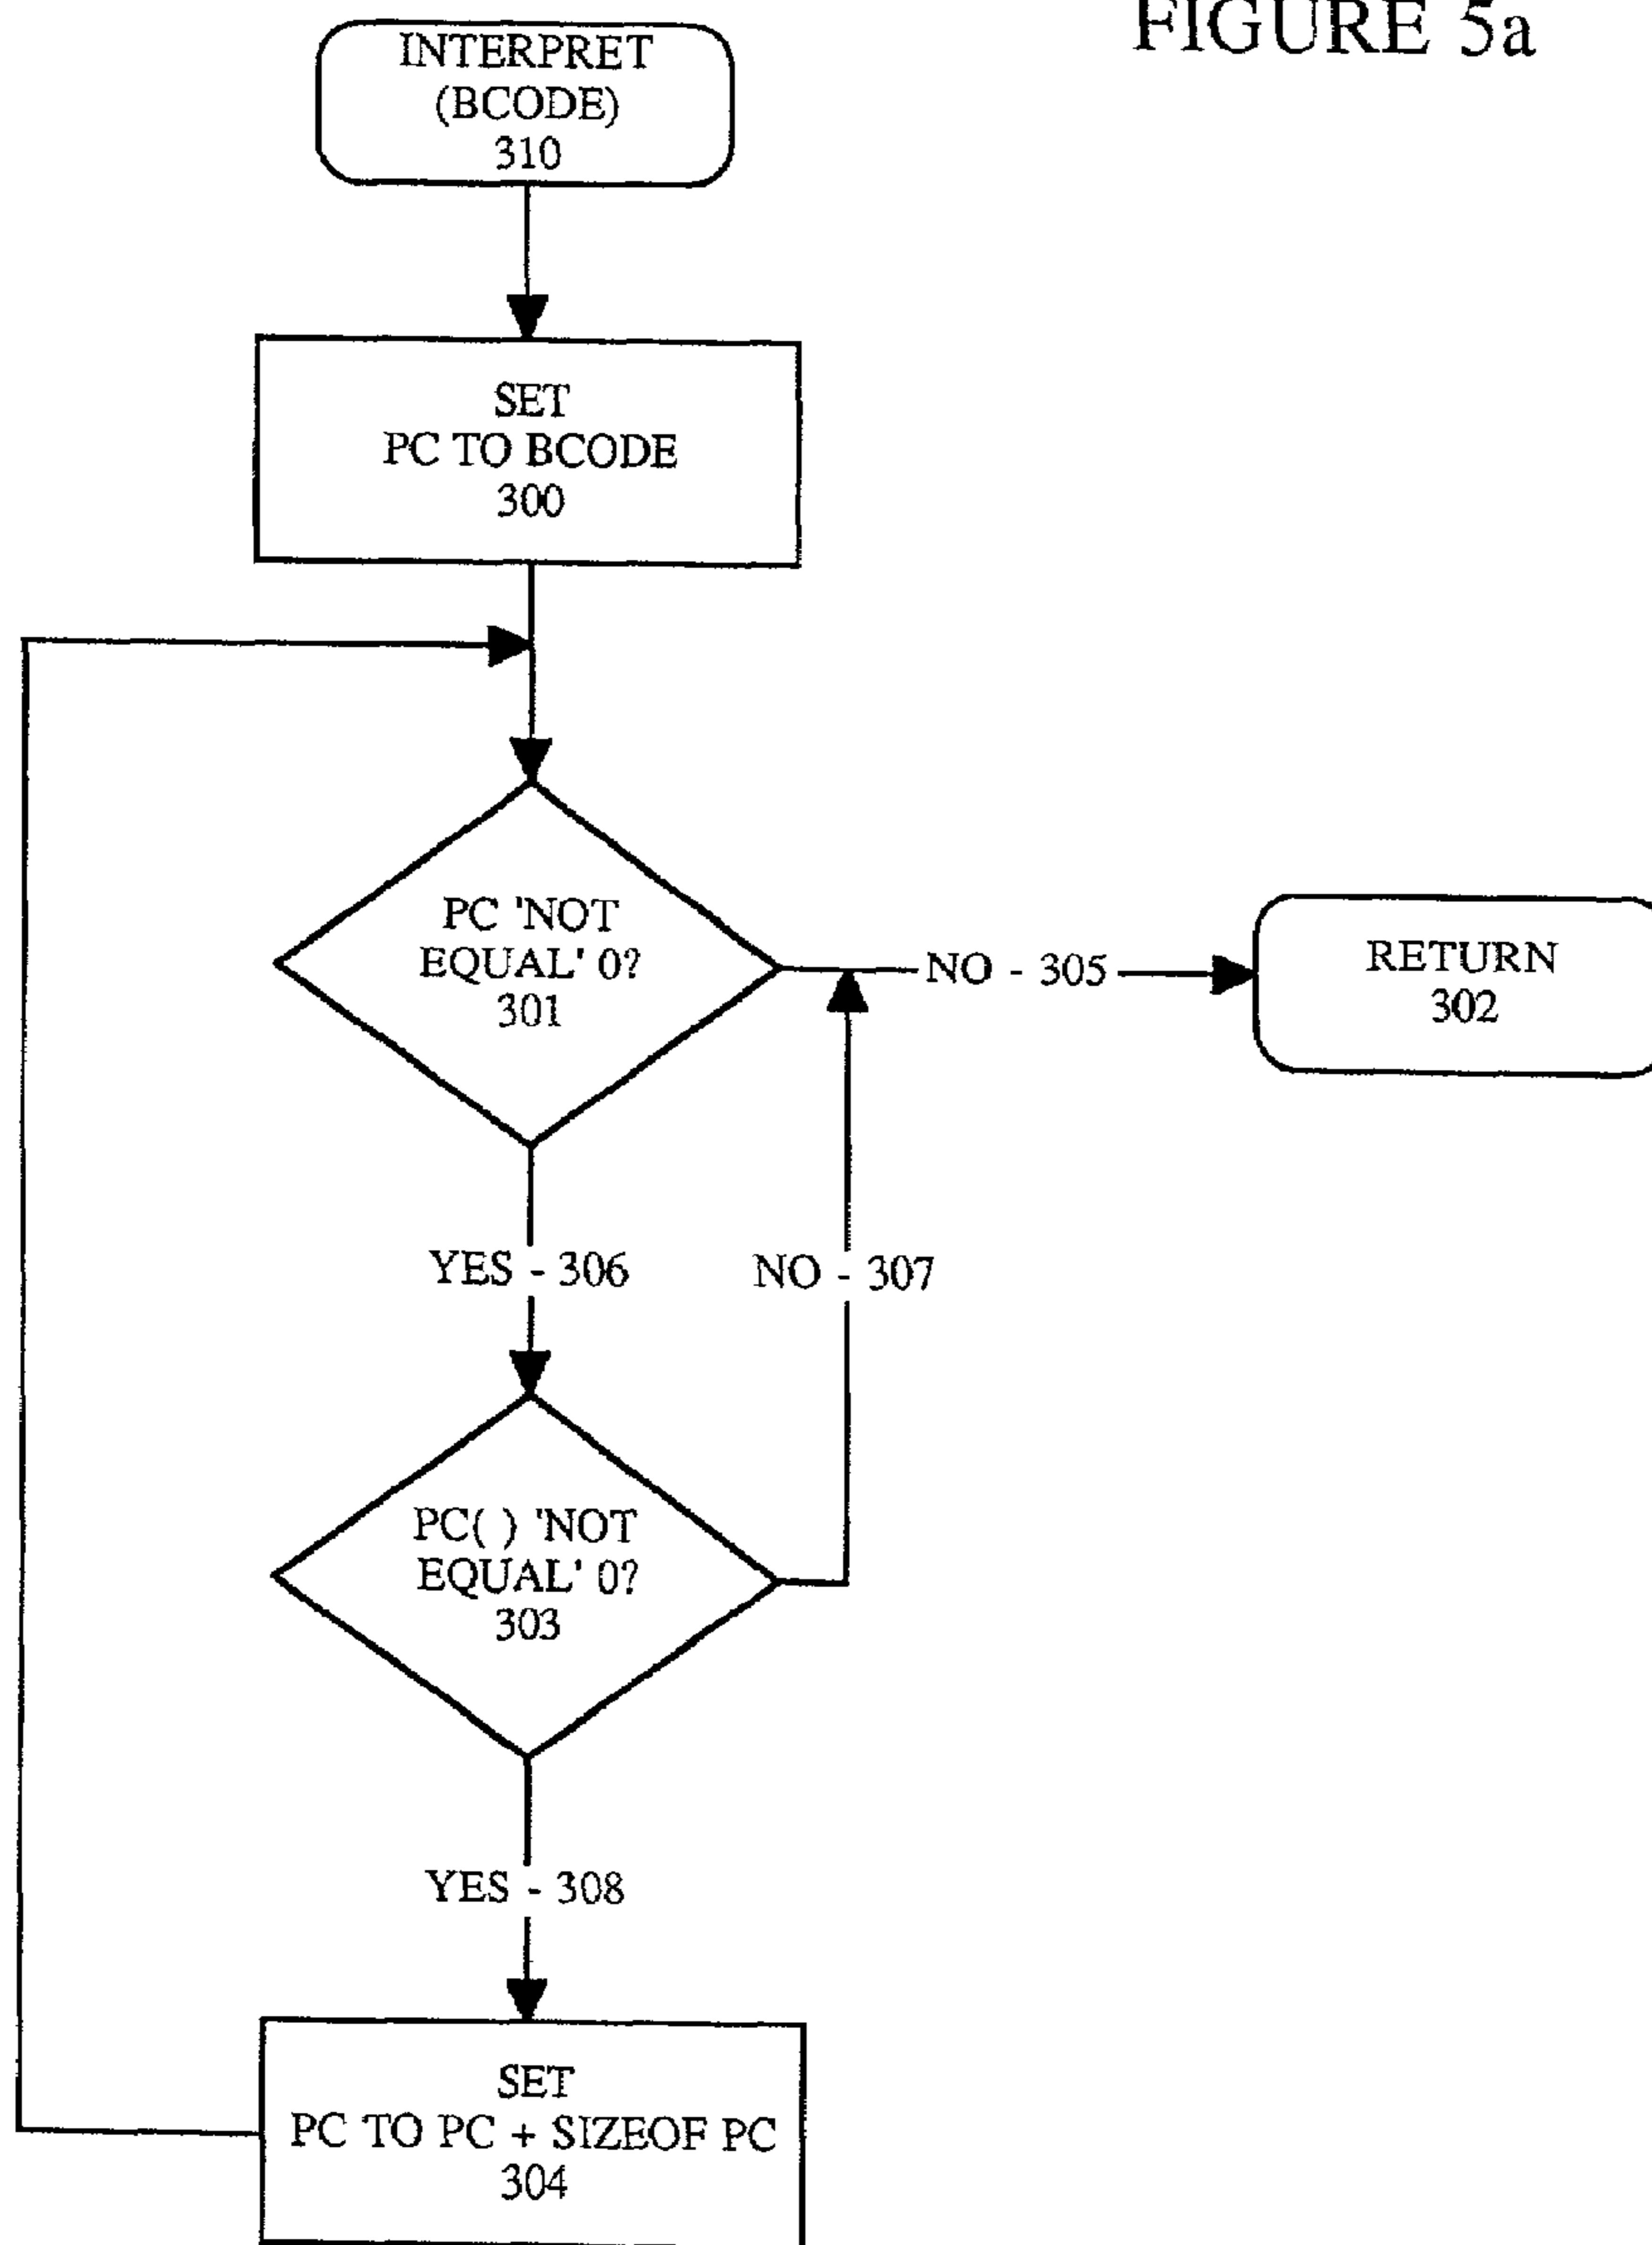 FIGURE 5a
INTERPRET
(BCODE)
310
SET
PC TO BCODE
300
PC 'NOT
EQUAL' 0?
301
NO - 305
RETURN
302
YES - 306
NO - 307
PC( ) 'NOT
EQUAL' 0?
303
YES - 308
SET
PC TO PC + SIZEOF PC
304